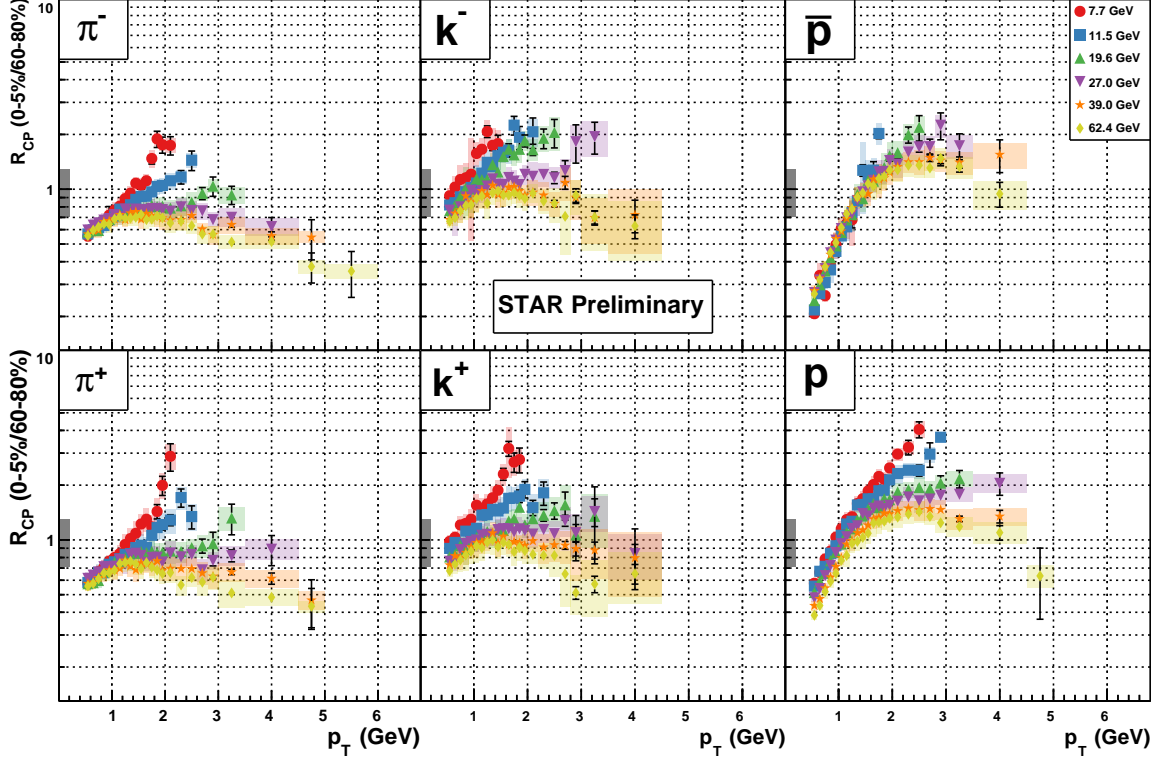 10
1
R_CP (0-5%/60-80%)
π⁻
k⁻
p̅
7.7 GeV
11.5 GeV
19.6 GeV
27.0 GeV
39.0 GeV
62.4 GeV
STAR Preliminary
10
1
R_CP (0-5%/60-80%)
π⁺
k⁺
p
1 2 3 4 5 6
1 2 3 4 5 6
1 2 3 4 5 6
p_T (GeV)
p_T (GeV)
p_T (GeV)